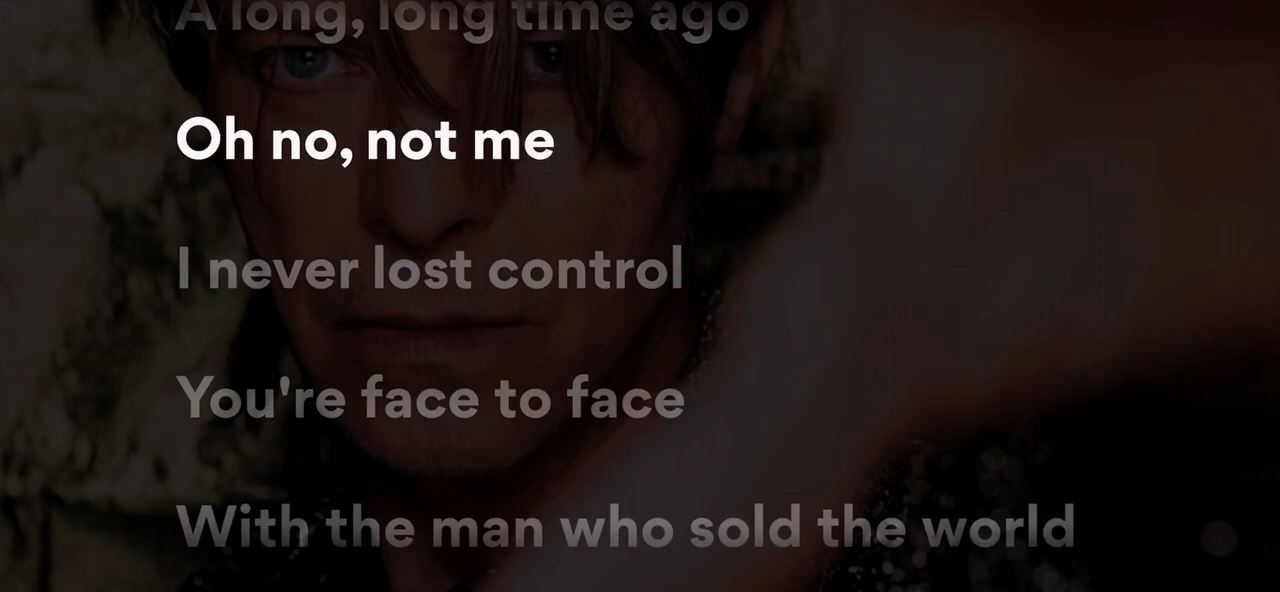 A long, long time ago
Oh no, not me
I never lost control
You're face to face
With the man who sold the world